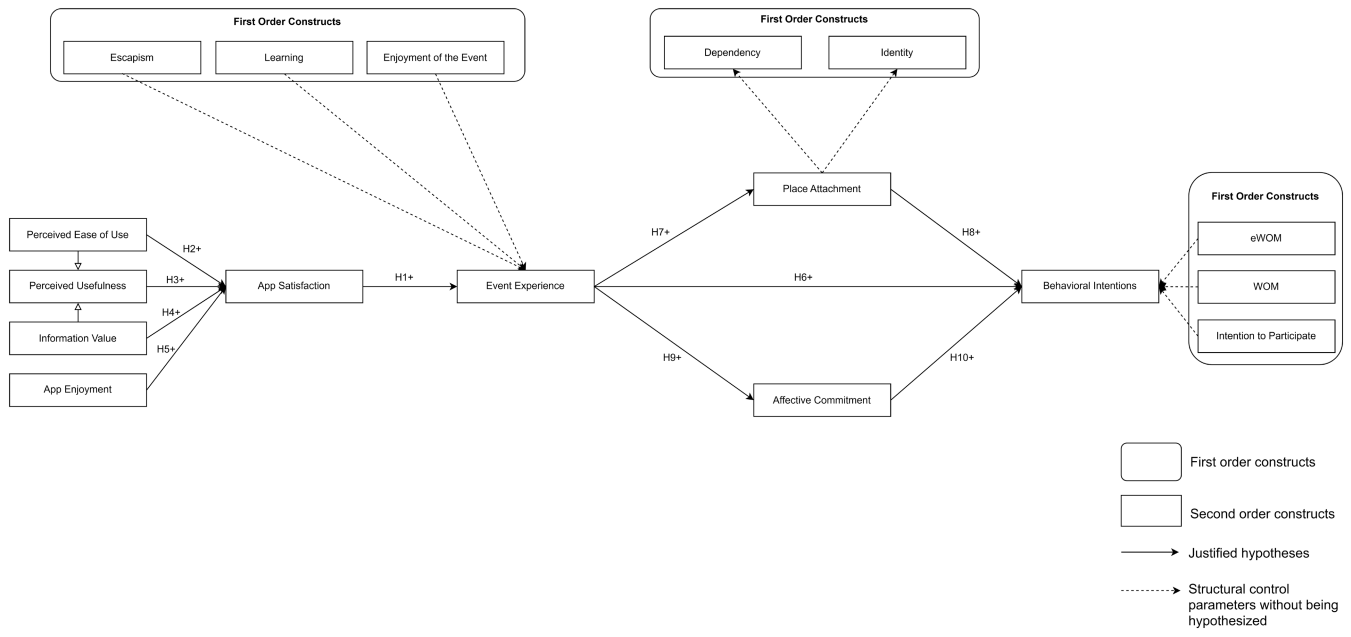 First Order Constructs
Escapism
Learning
Enjoyment of the Event
First Order Constructs
Dependency
Identity
Place Attachment
First Order Constructs
eWOM
WOM
Intention to Participate
Perceived Ease of Use
Perceived Usefulness
Information Value
App Enjoyment
H2+
H3+
H4+
H5+
App Satisfaction
H1+
Event Experience
H7+
H8+
H6+
Behavioral Intentions
H9+
H10+
Affective Commitment
First order constructs
Second order constructs
Justified hypotheses
Structural control
parameters without being
hypothesized